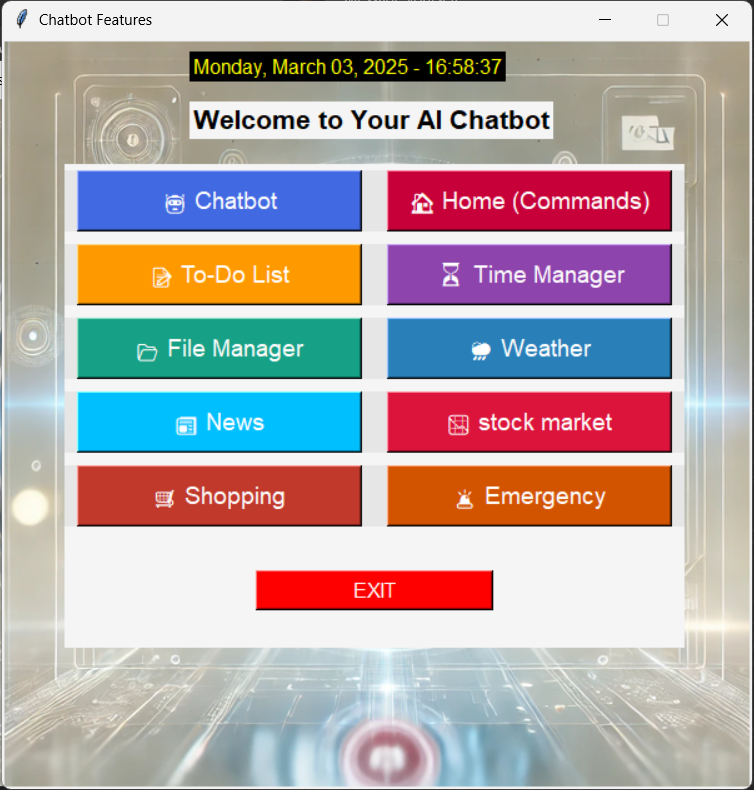 Chatbot Features
Monday, March 03, 2025 - 16:58:37
Welcome to Your AI Chatbot
Chatbot
Home (Commands)
To-Do List
Time Manager
File Manager
Weather
News
stock market
Shopping
Emergency
EXIT